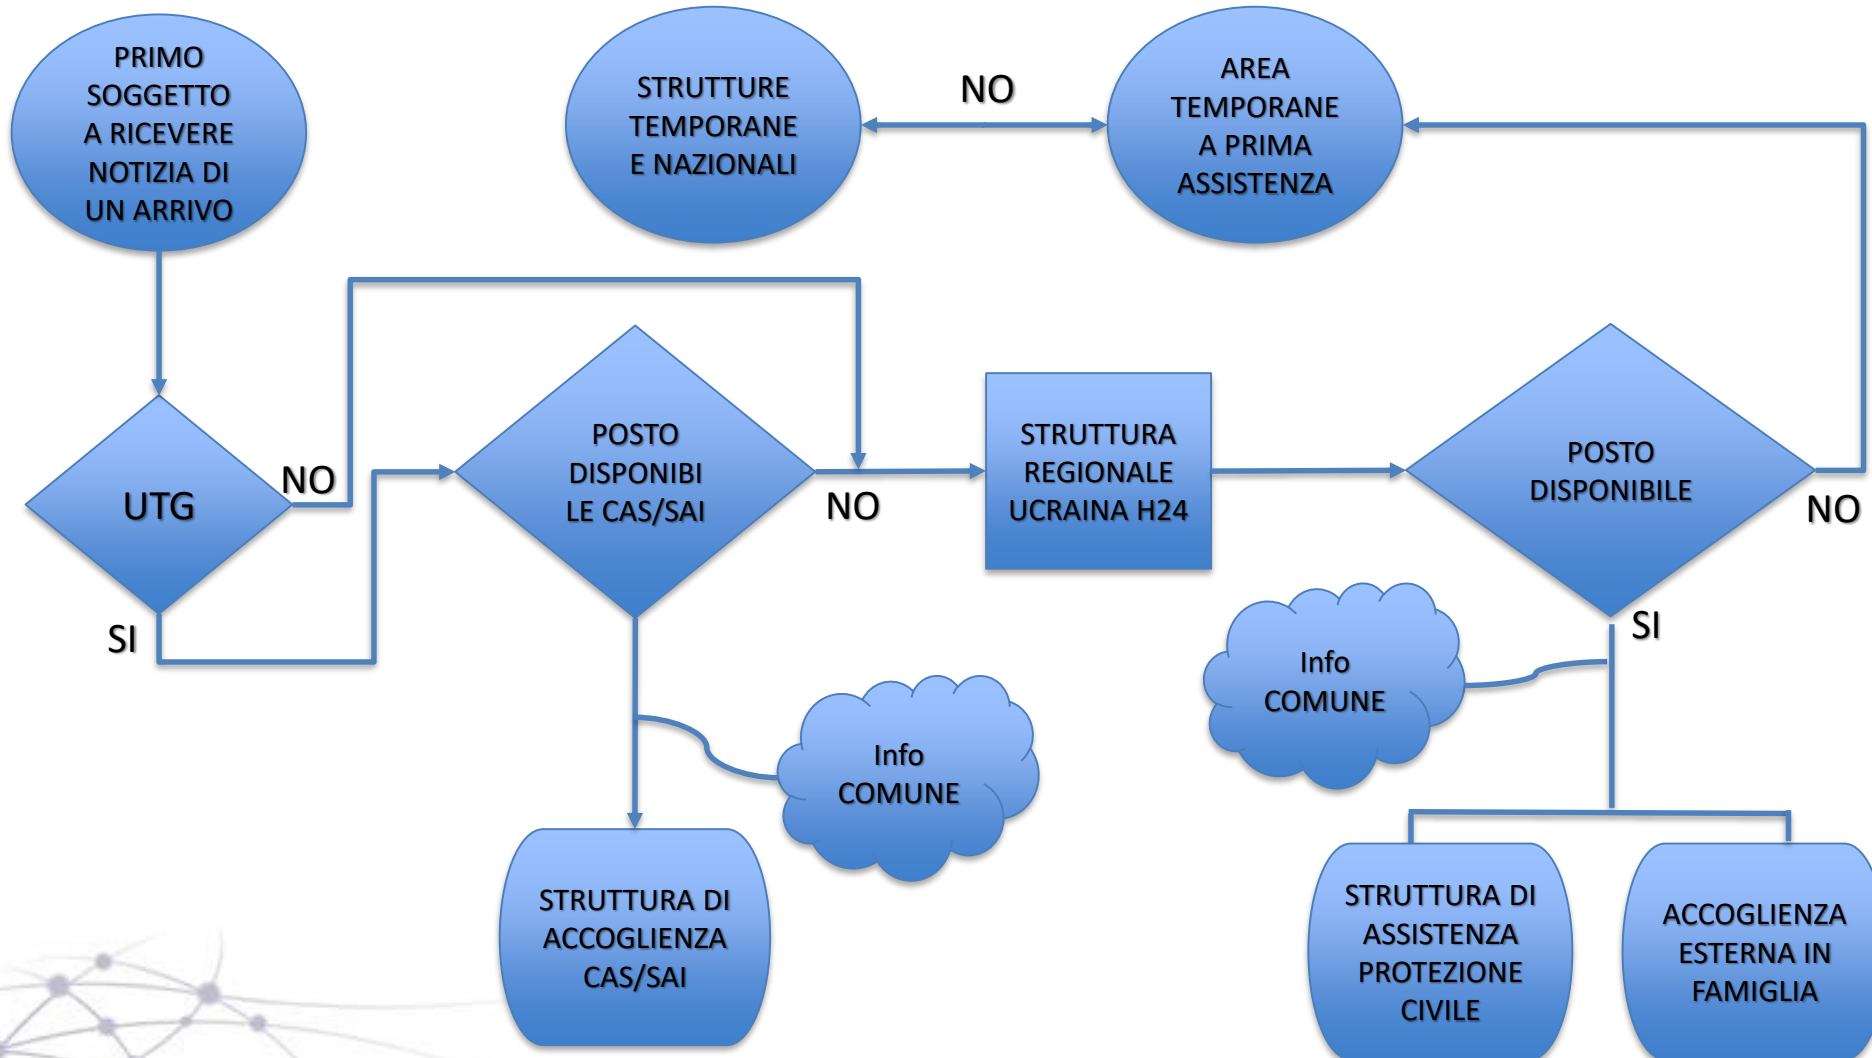 PRIMO
SOGGETTO
A RICEVERE
NOTIZIA DI
UN ARRIVO
STRUTTURE
TEMPORANE
E NAZIONALI
NO
AREA
TEMPORANE
A PRIMA
ASSISTENZA
UTG
NO
SI
POSTO
DISPONIBI
LE CAS/SAI
NO
STRUTTURA
REGIONALE
UCRAINA H24
POSTO
DISPONIBILE
NO
SI
Info
COMUNE
Info
COMUNE
STRUTTURA DI
ACCOGLIENZA
CAS/SAI
STRUTTURA DI
ASSISTENZA
PROTEZIONE
CIVILE
ACCOGLIENZA
ESTERNA IN
FAMIGLIA